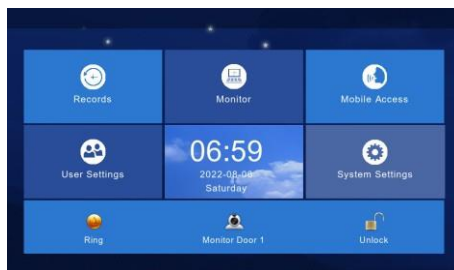 Records
Monitor
Mobile Access
User Settings
06:59
2022-08-06
Saturday
System Settings
Ring
Monitor Door 1
Unlock